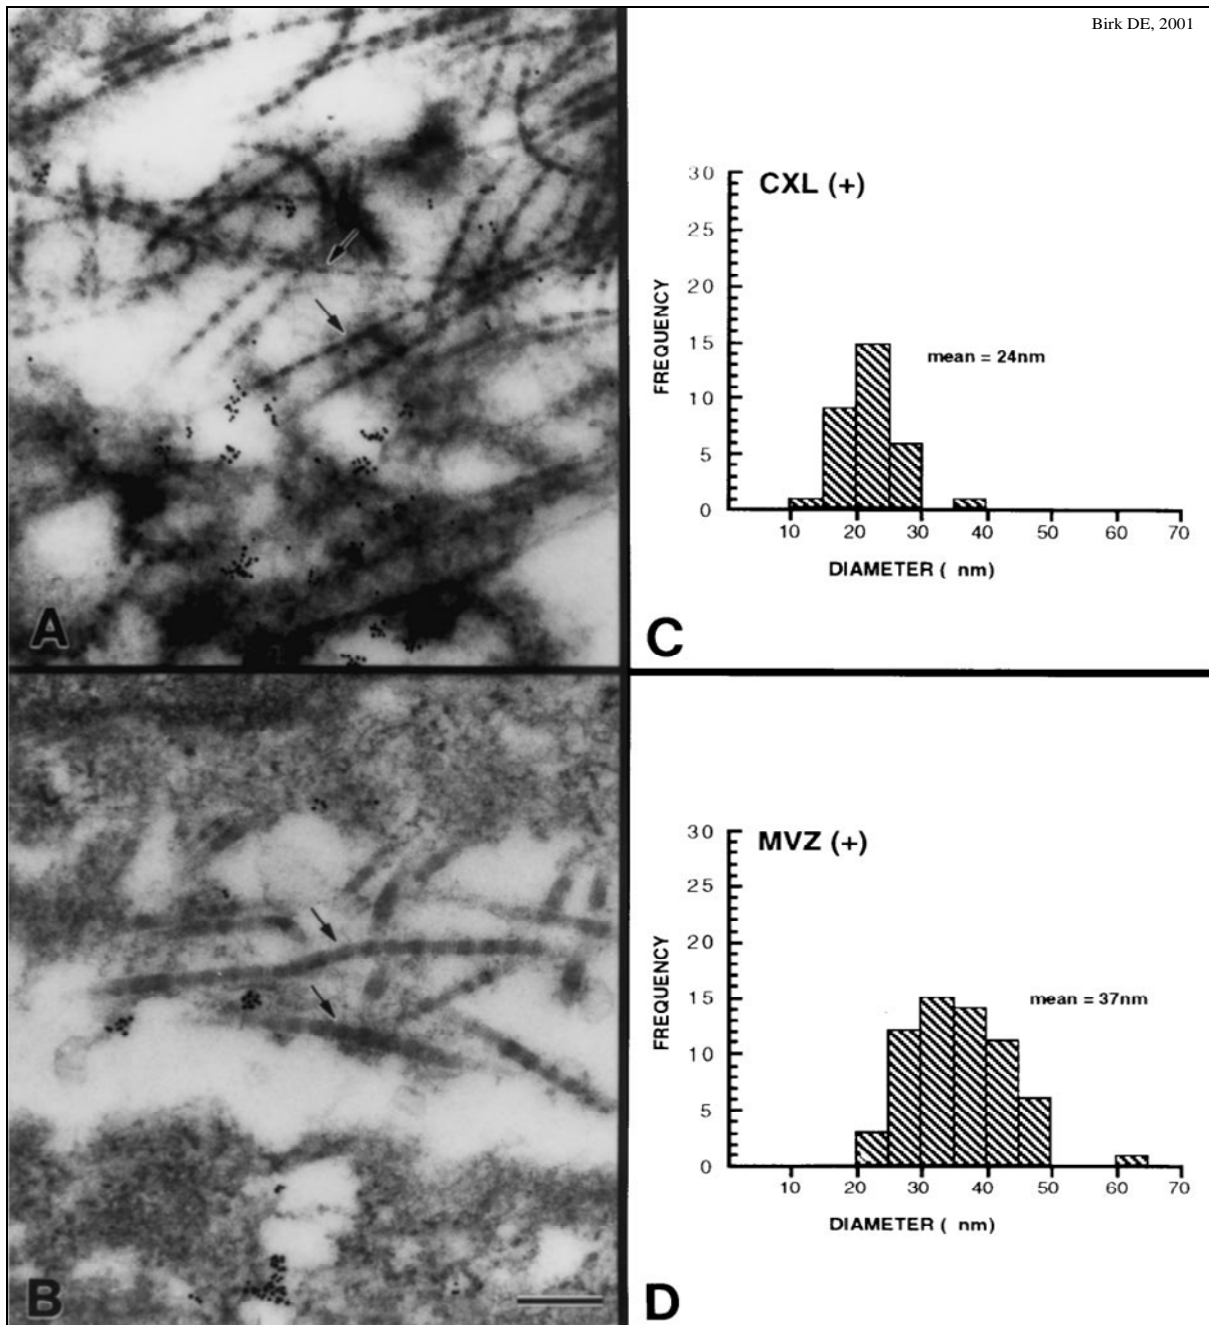 Birk DE, 2001
A
30
25
20
15
10
5
0
FREQUENCY
CXL (+)
mean = 24nm
10 20 30 40 50 60 70
DIAMETER ( nm)
C
B
30
25
20
15
10
5
0
FREQUENCY
MVZ (+)
mean = 37nm
10 20 30 40 50 60 70
DIAMETER ( nm)
D